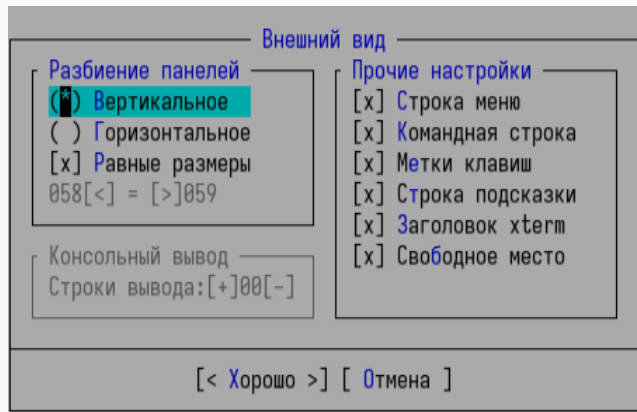 Внешний вид
Разбиение панелей
(*) Вертикальное
( ) Горизонтальное
[x] Равные размеры
058[<] = [>]059
Консольный вывод
Строки вывода:[+]00[-]
Прочие настройки
[x] Строка меню
[x] Командная строка
[x] Метки клавиш
[x] Строка подсказки
[x] Заголовок xterm
[x] Свободное место
[< Хорошо >] [ Отмена ]